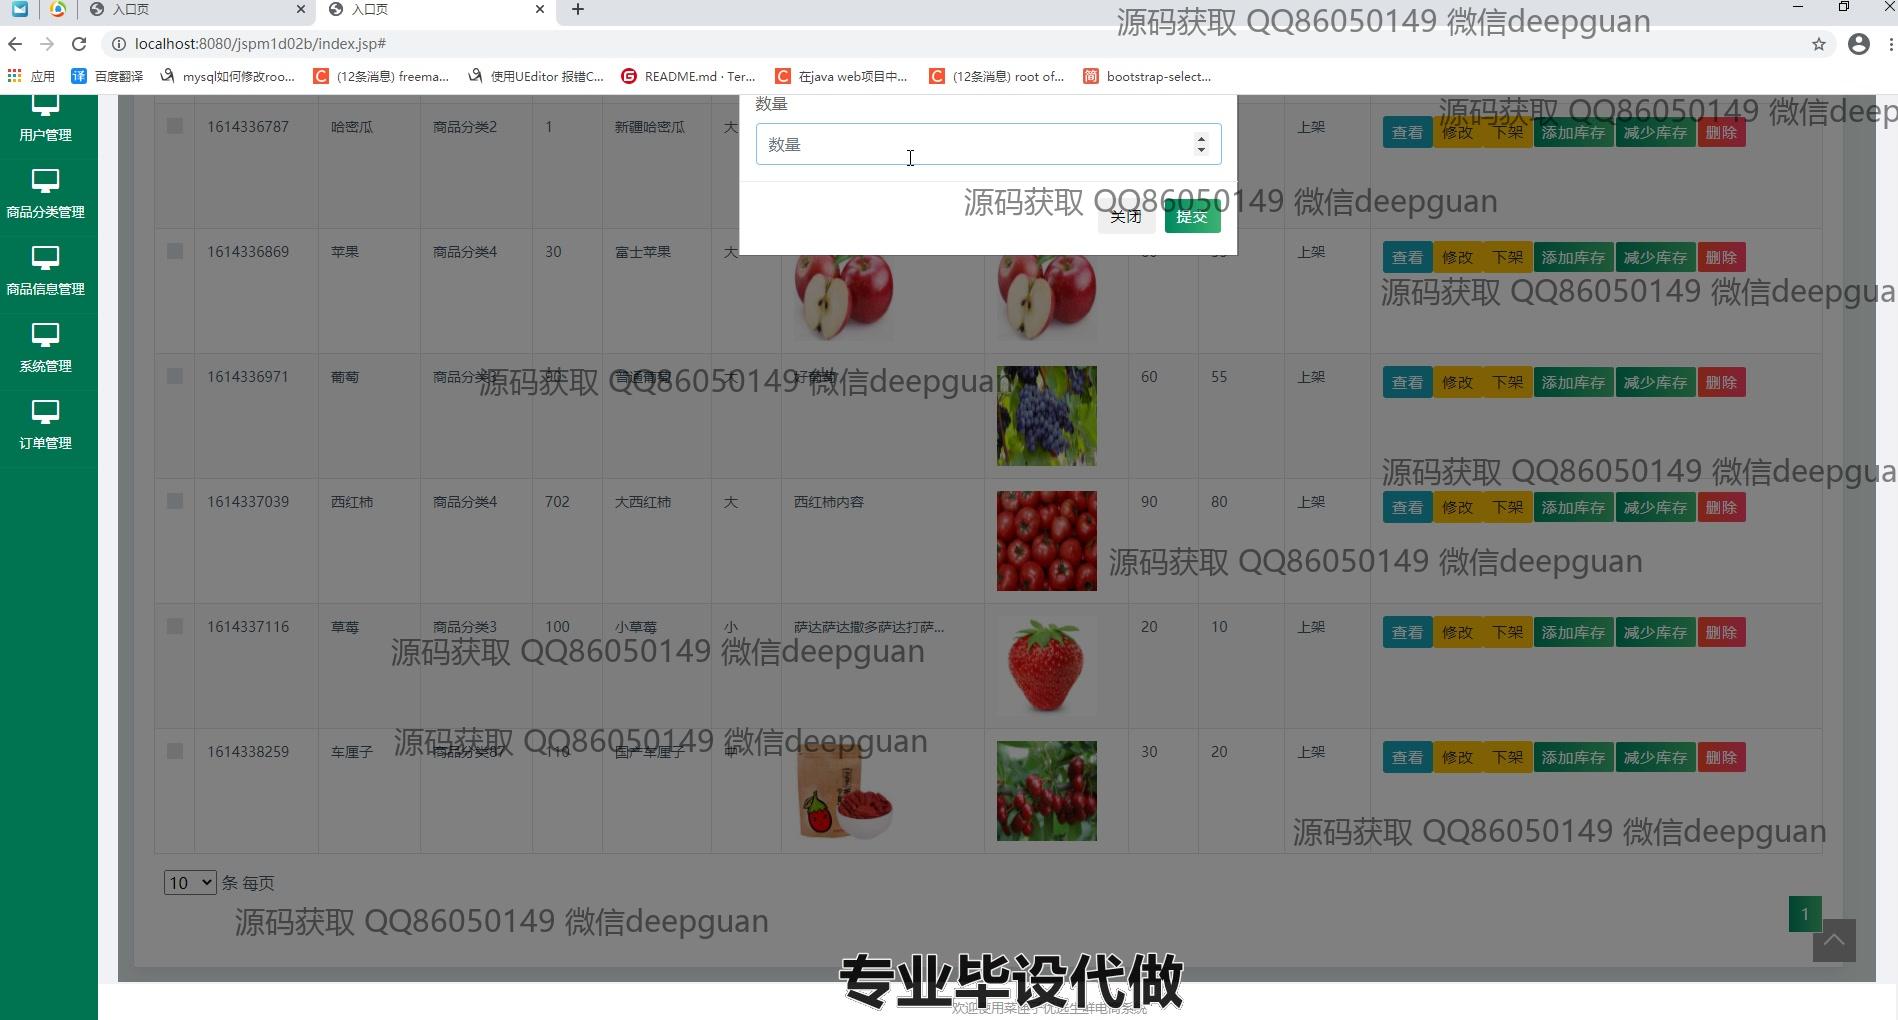 入口页
入口页
源码获取 QQ86050149 微信deepguan
localhost:8080/jspm1d02b/index.jsp#
应用
百度翻译
mysql如何修改roo...
(12条消息) freema...
使用UEditor 报错C...
README.md · Ter...
在java web项目中...
(12条消息) root of...
bootstrap-select...
用户管理
商品分类管理
商品信息管理
系统管理
订单管理
数量
数量
关闭 提交
源码获取 QQ86050149 微信deepguan
1614336787 哈密瓜 商品分类2 1 新疆哈密瓜 大 上架 查看 修改 下架 添加库存 减少库存 删除
源码获取 QQ86050149 微信deep
1614336869 苹果 商品分类4 30 富士苹果 大 上架 查看 修改 下架 添加库存 减少库存 删除
源码获取 QQ86050149 微信deepgua
1614336971 葡萄 商品分类3 普通葡萄 大 好葡萄 60 55 上架 查看 修改 下架 添加库存 减少库存 删除
源码获取 QQ86050149 微信deepguan
源码获取 QQ86050149 微信deepgua
1614337039 西红柿 商品分类4 702 大西红柿 大 西红柿内容 90 80 上架 查看 修改 下架 添加库存 减少库存 删除
源码获取 QQ86050149 微信deepguan
1614337116 草莓 商品分类3 100 小草莓 小 萨达萨达撒多萨达打萨... 20 10 上架 查看 修改 下架 添加库存 减少库存 删除
源码获取 QQ86050149 微信deepguan
1614338259 车厘子 商品分类87 110 国产车厘子 中 30 20 上架 查看 修改 下架 添加库存 减少库存 删除
源码获取 QQ86050149 微信deepguan
源码获取 QQ86050149 微信deepguan
10 条 每页
源码获取 QQ86050149 微信deepguan
1
专业毕设代做